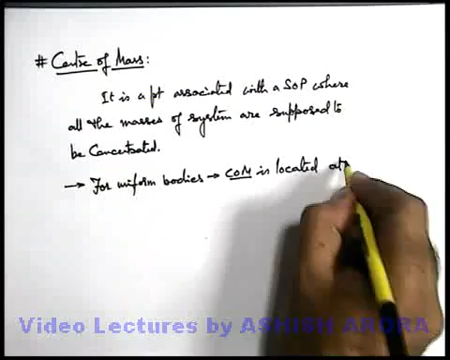 # Centre of Mass:
It is a pt associated with a SOP where
all the masses of system are supposed to
be Concentrated.
→ For uniform bodies → COM is located at
Video Lectures by ASHISH ARORA